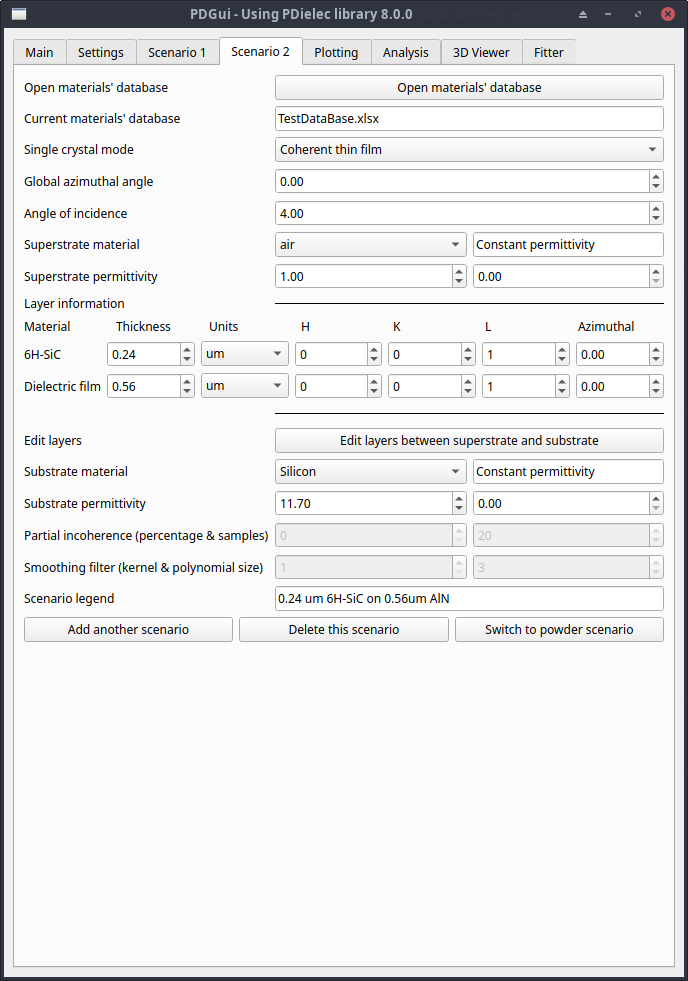 PDGui - Using PDielec library 8.0.0
Main Settings Scenario 1 Scenario 2 Plotting Analysis 3D Viewer Fitter
Open materials' database Open materials' database
Current materials' database TestDataBase.xlsx
Single crystal mode Coherent thin film
Global azimuthal angle 0.00
Angle of incidence 4.00
Superstrate material air Constant permittivity
Superstrate permittivity 1.00 0.00
Layer information
Material Thickness Units H K L Azimuthal
6H-SiC 0.24 um 0 0 1 0.00
Dielectric film 0.56 um 0 0 1 0.00
Edit layers Edit layers between superstrate and substrate
Substrate material Silicon Constant permittivity
Substrate permittivity 11.70 0.00
Partial incoherence (percentage & samples) 0 20
Smoothing filter (kernel & polynomial size) 1 3
Scenario legend 0.24 um 6H-SiC on 0.56um AlN
Add another scenario Delete this scenario Switch to powder scenario